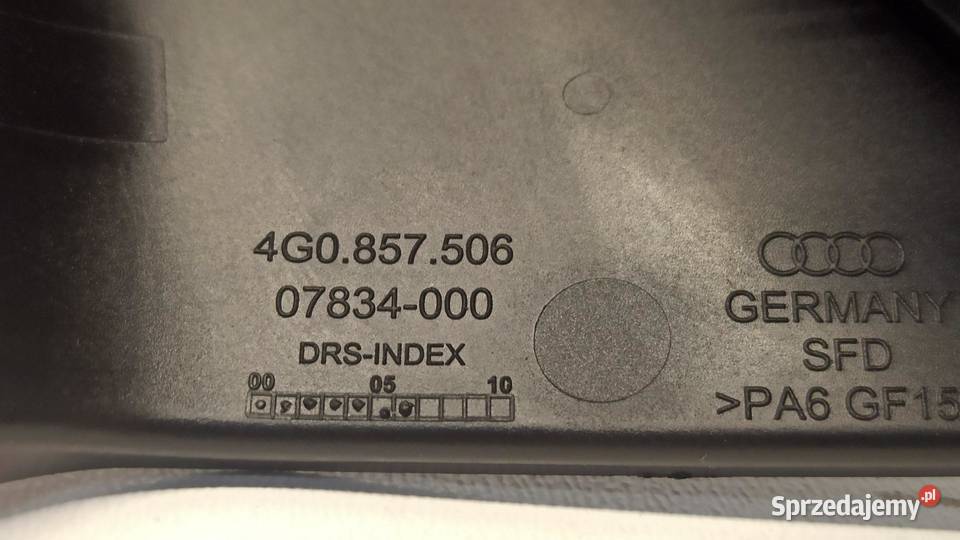 4G0.857.506
07834-000
DRS-INDEX
00 05 10
GERMANY
SFD
>PA6 GF15
Sprzedajemy.pl